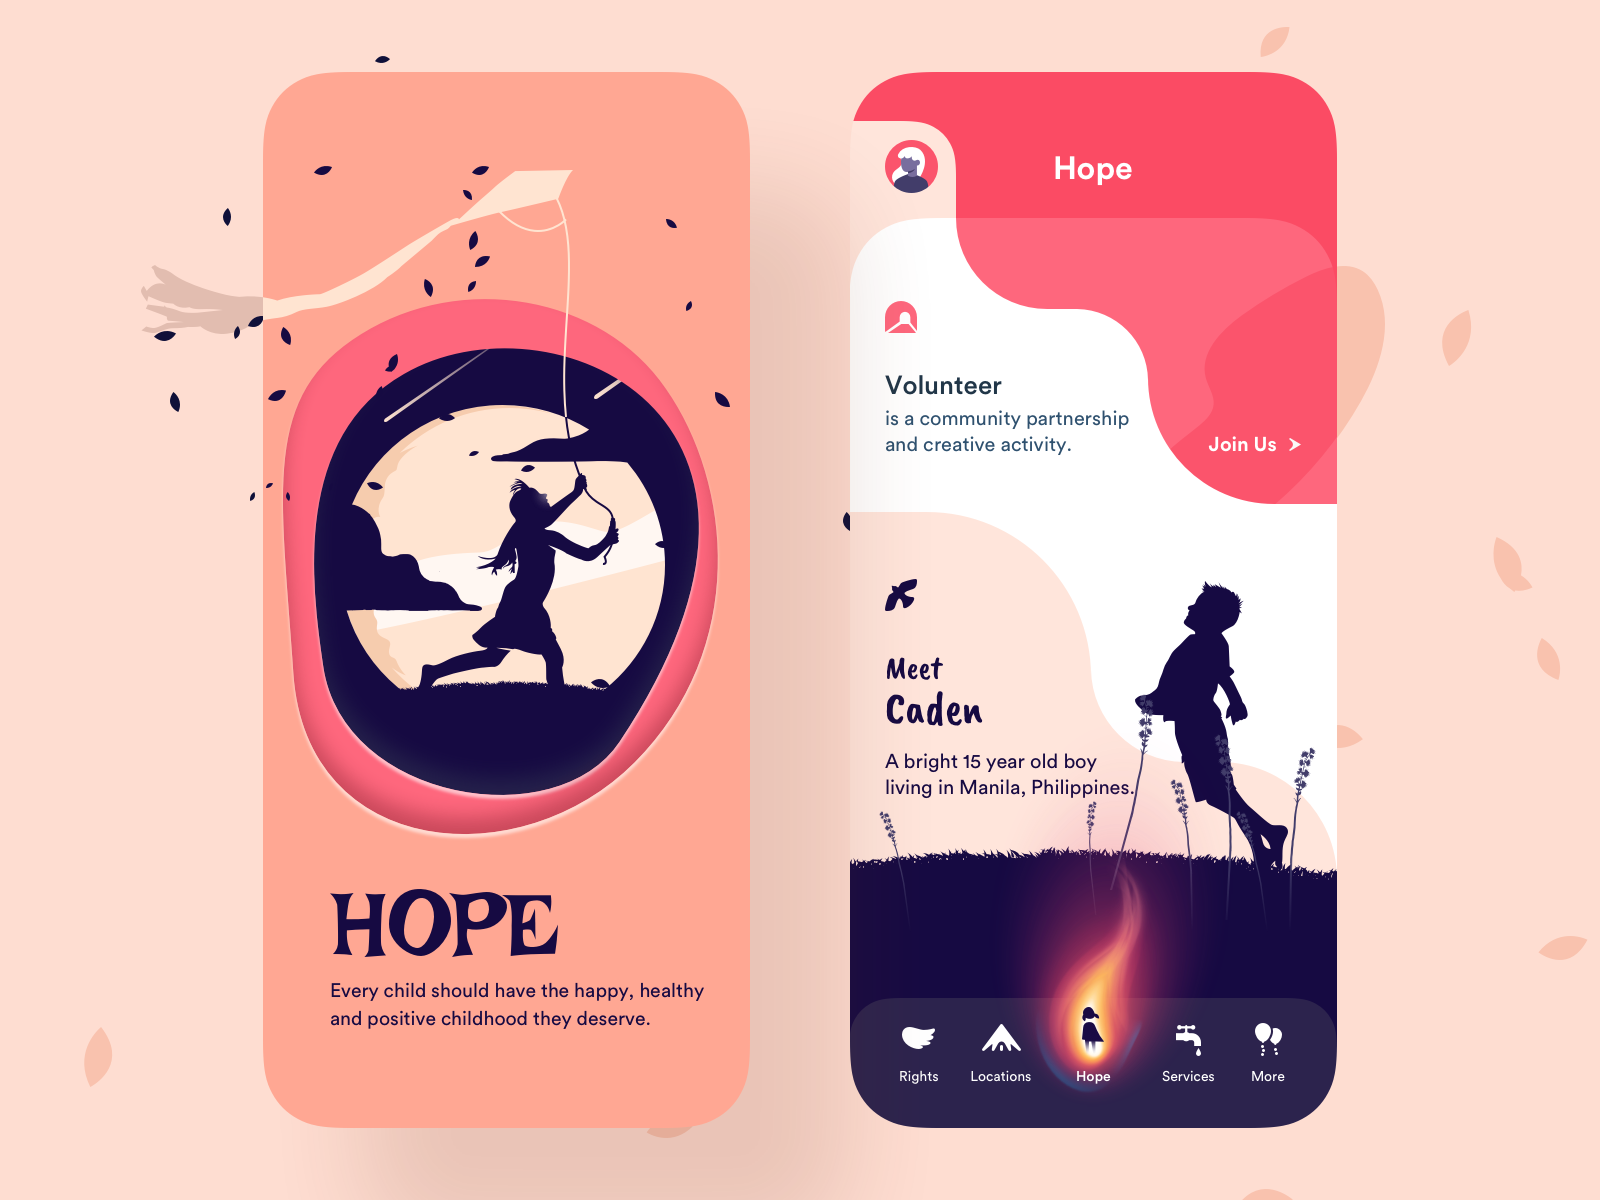 HOPE
Every child should have the happy, healthy
and positive childhood they deserve.
Hope
Volunteer
is a community partnership
and creative activity.
Join Us
Meet
Caden
A bright 15 year old boy
living in Manila, Philippines.
Rights
Locations
Hope
Services
More